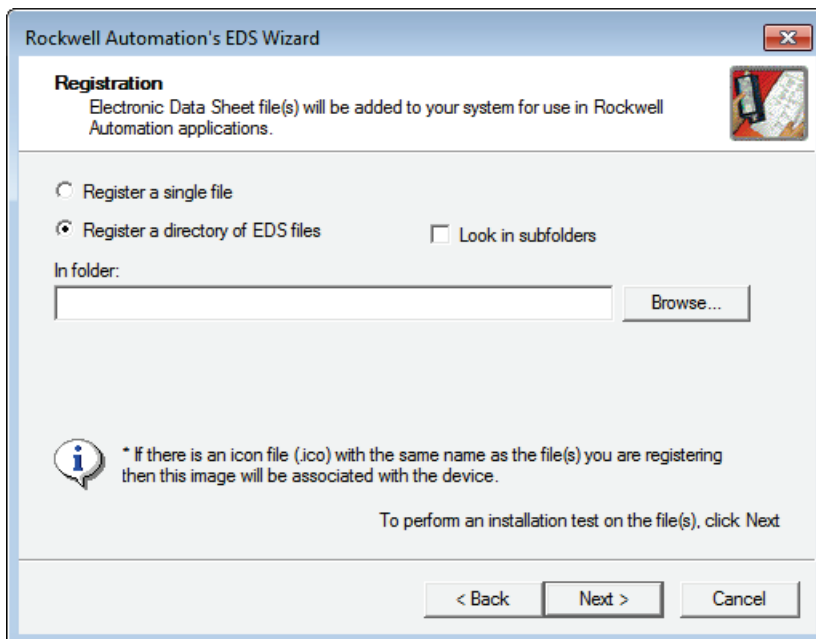 Rockwell Automation's EDS Wizard
Registration
Electronic Data Sheet file(s) will be added to your system for use in Rockwell
Automation applications.
Register a single file
Register a directory of EDS files
Look in subfolders
In folder:
Browse...
* If there is an icon file (.ico) with the same name as the file(s) you are registering
then this image will be associated with the device.
To perform an installation test on the file(s), click Next
< Back
Next >
Cancel